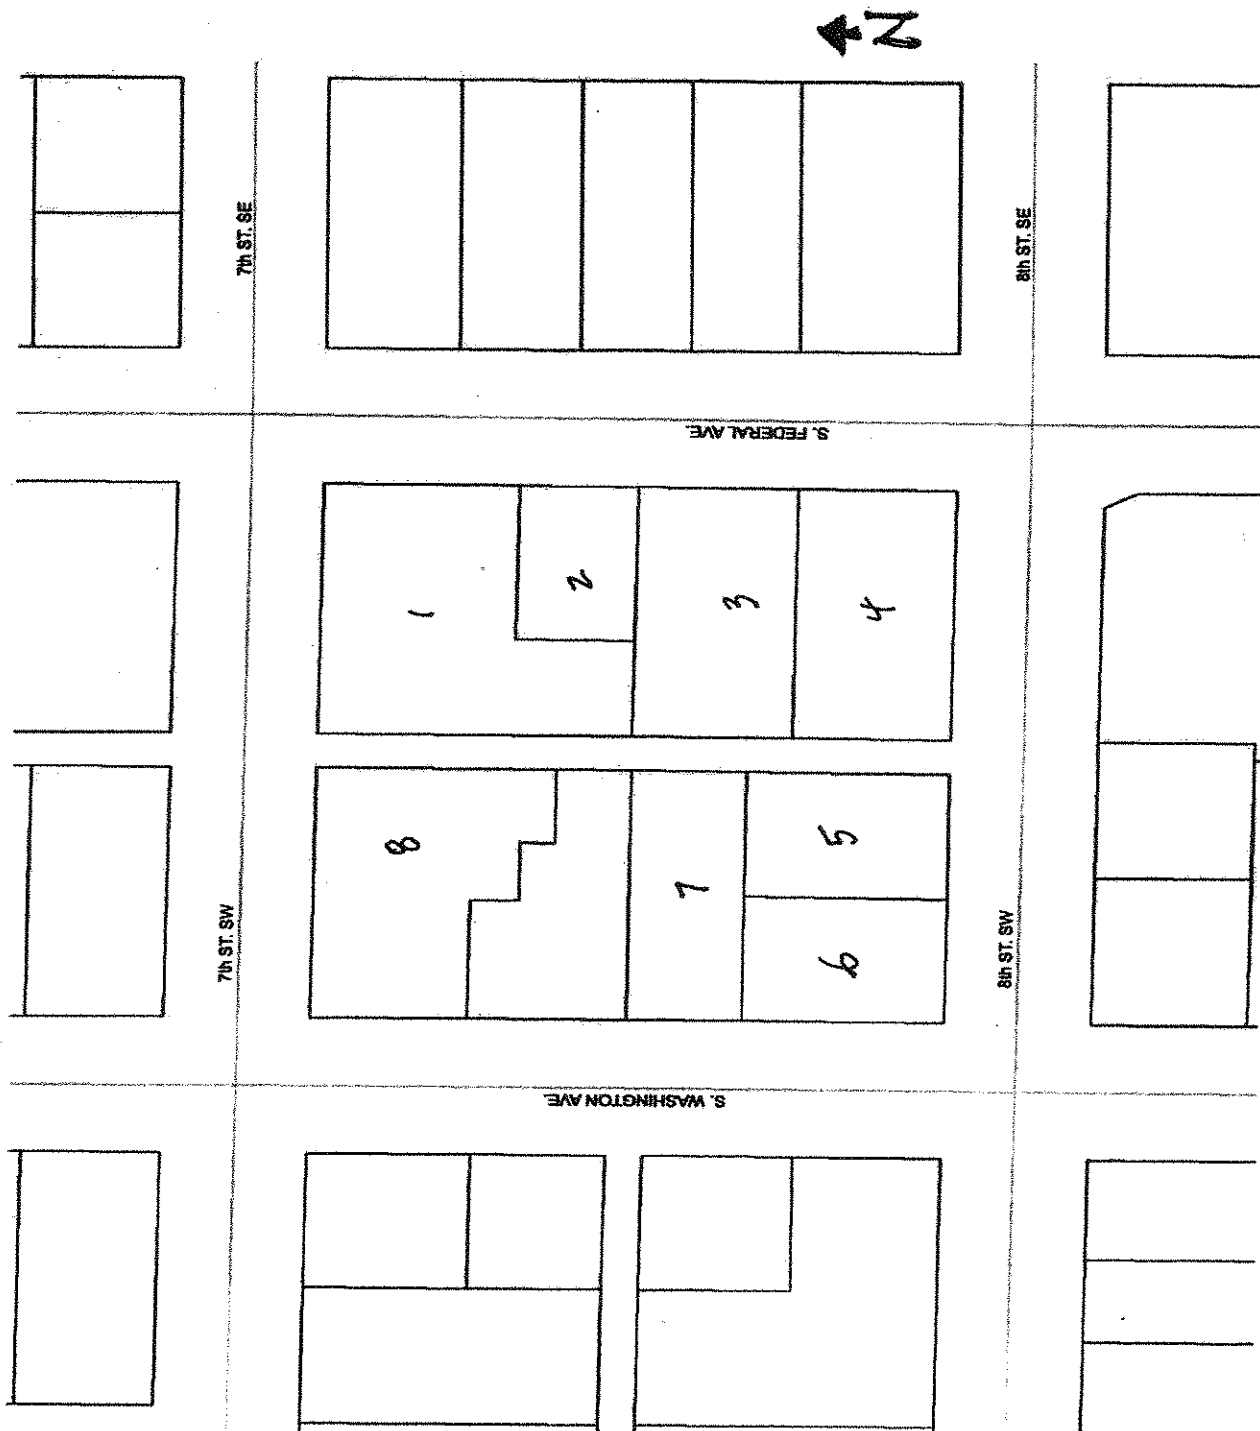 N
7th ST. SE
8th ST. SE
S. FEDERAL AVE.
1
2
3
4
8
7
5
6
7th ST. SW
8th ST. SW
S. WASHINGTON AVE.